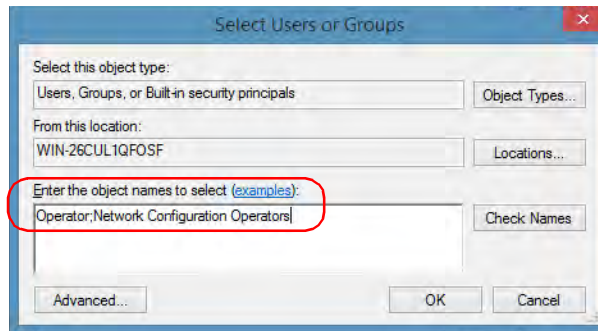 Select Users or Groups
Select this object type:
Users, Groups, or Built-in security principals
Object Types...
From this location:
WIN-26CUL1QFOSF
Locations...
Enter the object names to select (examples):
Operator;Network Configuration Operators
Check Names
Advanced...
OK
Cancel